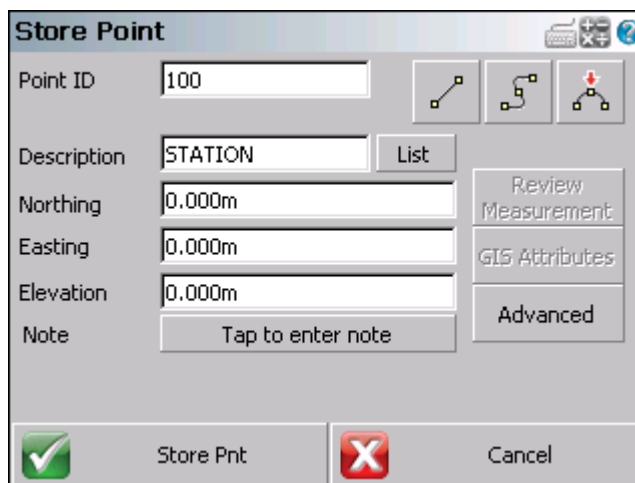 Store Point
Point ID 100
Description STATION List
Northing 0.000m
Review Measurement
Easting 0.000m
GIS Attributes
Elevation 0.000m
Advanced
Note Tap to enter note
Store Pnt Cancel